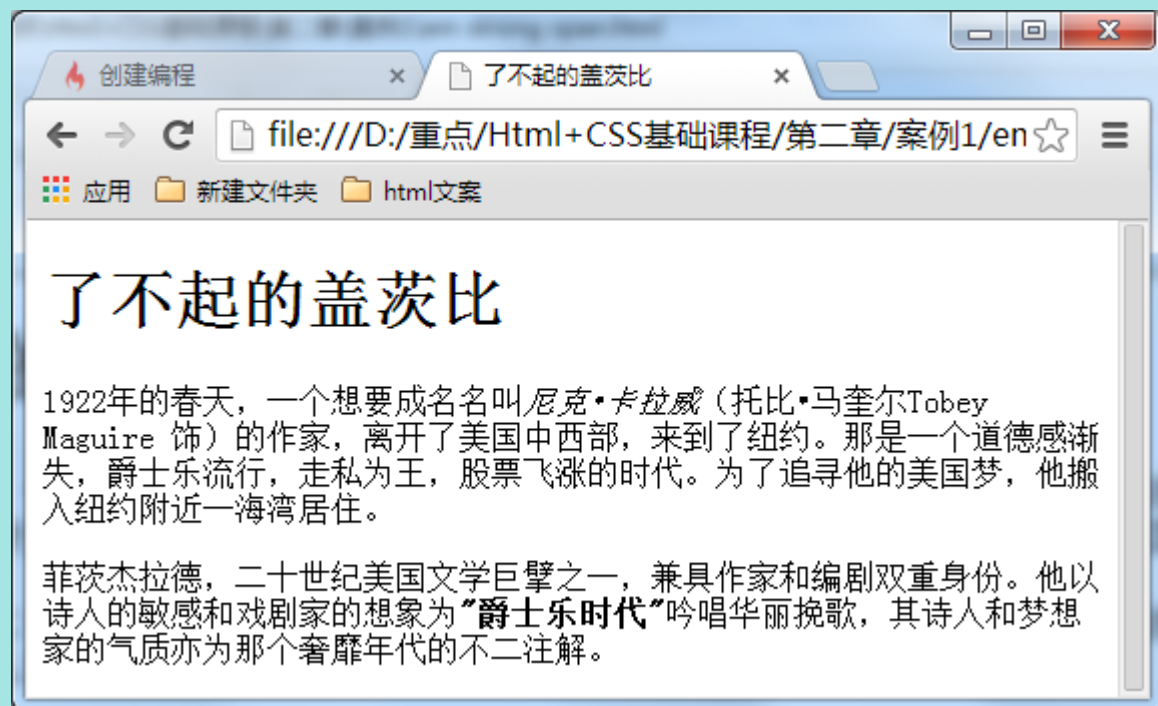 创建编程
了不起的盖茨比
file:///D:/重点/Html+CSS基础课程/第二章/案例1/en
应用 新建文件夹 html文案
了不起的盖茨比
1922年的春天，一个想要成名名叫尼克•卡拉威（托比•马奎尔Tobey
Maguire 饰）的作家，离开了美国中西部，来到了纽约。那是一个道德感渐
失，爵士乐流行，走私为王，股票飞涨的时代。为了追寻他的美国梦，他搬
入纽约附近一海湾居住。
菲茨杰拉德，二十世纪美国文学巨擘之一，兼具作家和编剧双重身份。他以
诗人的敏感和戏剧家的想象为"爵士乐时代"吟唱华丽挽歌，其诗人和梦想
家的气质亦为那个奢靡年代的不二注解。